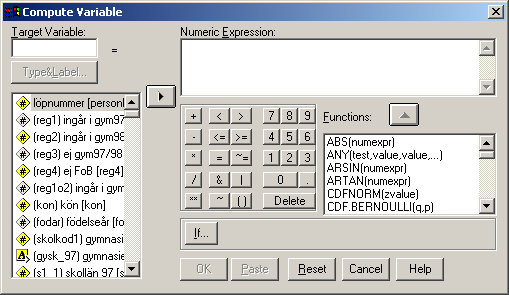 Compute Variable
Target Variable:
=
Numeric Expression:
Type&Label...
löpnummer [personl
(reg1) ingår i gym97
(reg2) ingår i gym98
(reg3) ej gym97/98
(reg4) ej FoB [reg4]
(reg1o2) ingår i gym
(kon) kön [kon]
(fodar) födelseår [fo
(skolkod1) gymnasie
(gysk_97) gymnasie
(s1_1) skollän 97 [s
+ < > 7 8 9
- <= >= 4 5 6
* = ~= 1 2 3
/ & | 0 .
** ~ ( ) Delete
Functions:
ABS(numexpr)
ANY(test,value,value,...)
ARSIN(numexpr)
ARTAN(numexpr)
CDFNORM(zvalue)
CDF.BERNOULLI(q,p)
If...
OK Paste Reset Cancel Help